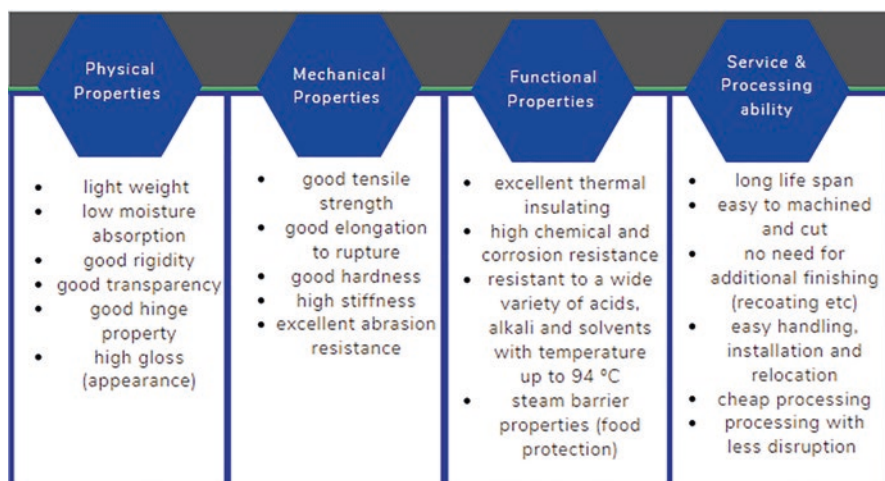 Physical
Properties
light weight
low moisture
absorption
good rigidity
good transparency
good hinge
property
high gloss
(appearance)
Mechanical
Properties
good tensile
strength
good elongation
to rupture
good hardness
high stiffness
excellent abrasion
resistance
Functional
Properties
excellent thermal
insulating
high chemical and
corrosion resistance
resistant to a wide
variety of acids,
alkali and solvents
with temperature
up to 94 °C
steam barrier
properties (food
protection)
Service &
Processing
ability
long life span
easy to machined
and cut
no need for
additional finishing
(recoating etc)
easy handling,
installation and
relocation
cheap processing
processing with
less disruption